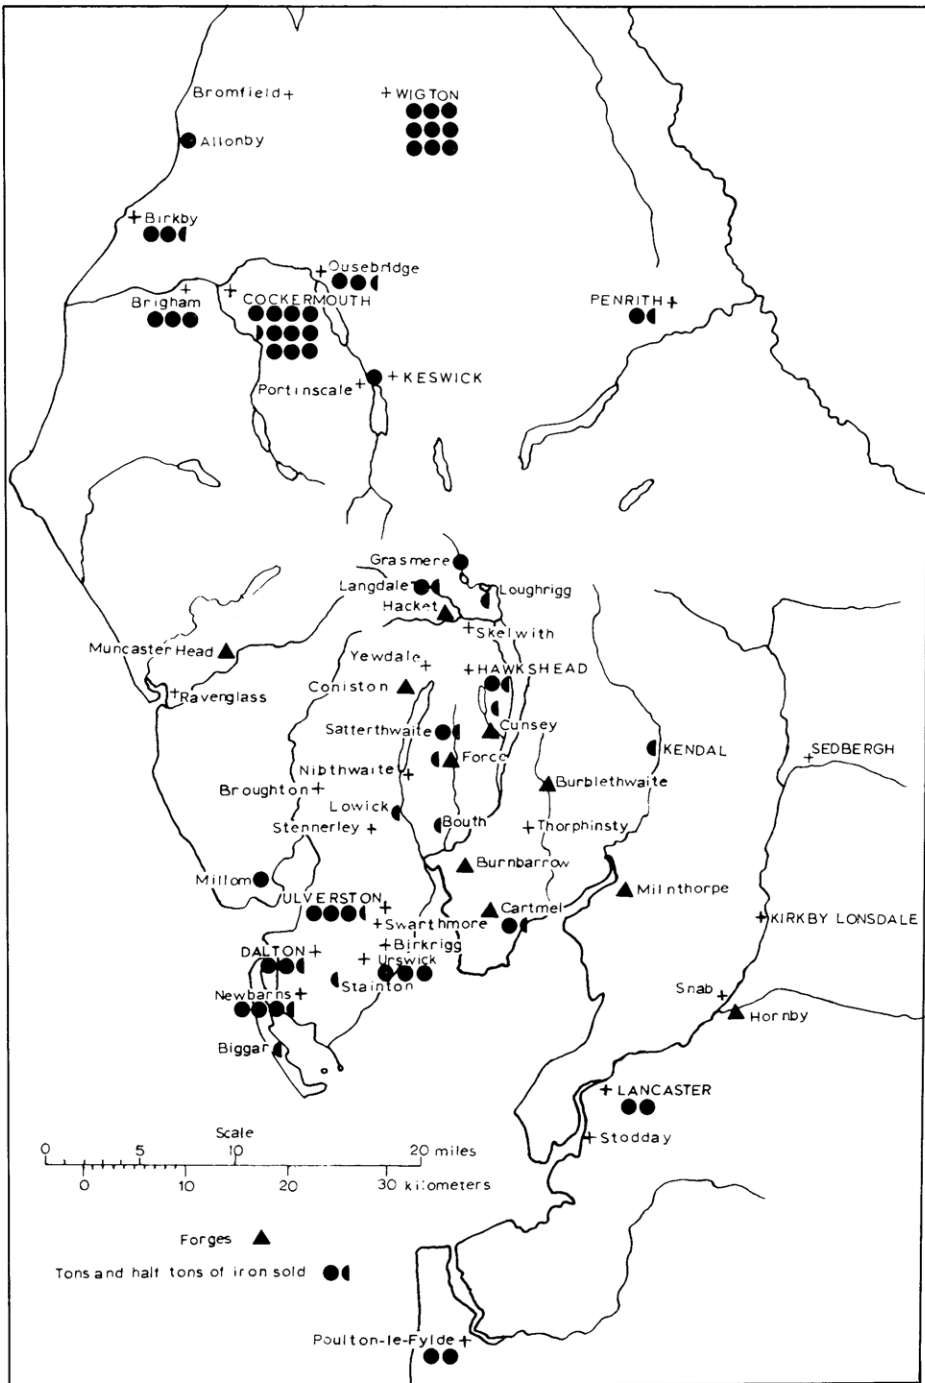 Bromfield
WIGTON
Allonby
Birkby
Ousebridge
Brigham
COCKERMOUTH
PENRITH
Portinscale
KESWICK
Grasmere
Langdale
Loughrigg
Hacket
Skelwith
Muncaster Head
Yewdale
HAWKSHEAD
Coniston
Ravenglass
Satterthwaite
Cunsey
KENDAL
SEDBERGH
Force
Nibthwaite
Broughton
Burblethwaite
Lowick
Stennerley
Bouth
Thorphinsty
Burnbarrow
Millom
Milnthorpe
ULVERSTON
Cartmel
KIRKBY LONSDALE
Swarthmore
Birkrigg
DALTON
Urswick
Stainton
Newbarns
Snab
Hornby
Biggar
LANCASTER
Stodday
Scale
0 5 10 20 miles
0 10 20 30 kilometers
Forges
Tons and half tons of iron sold
Poulton-le-Fylde